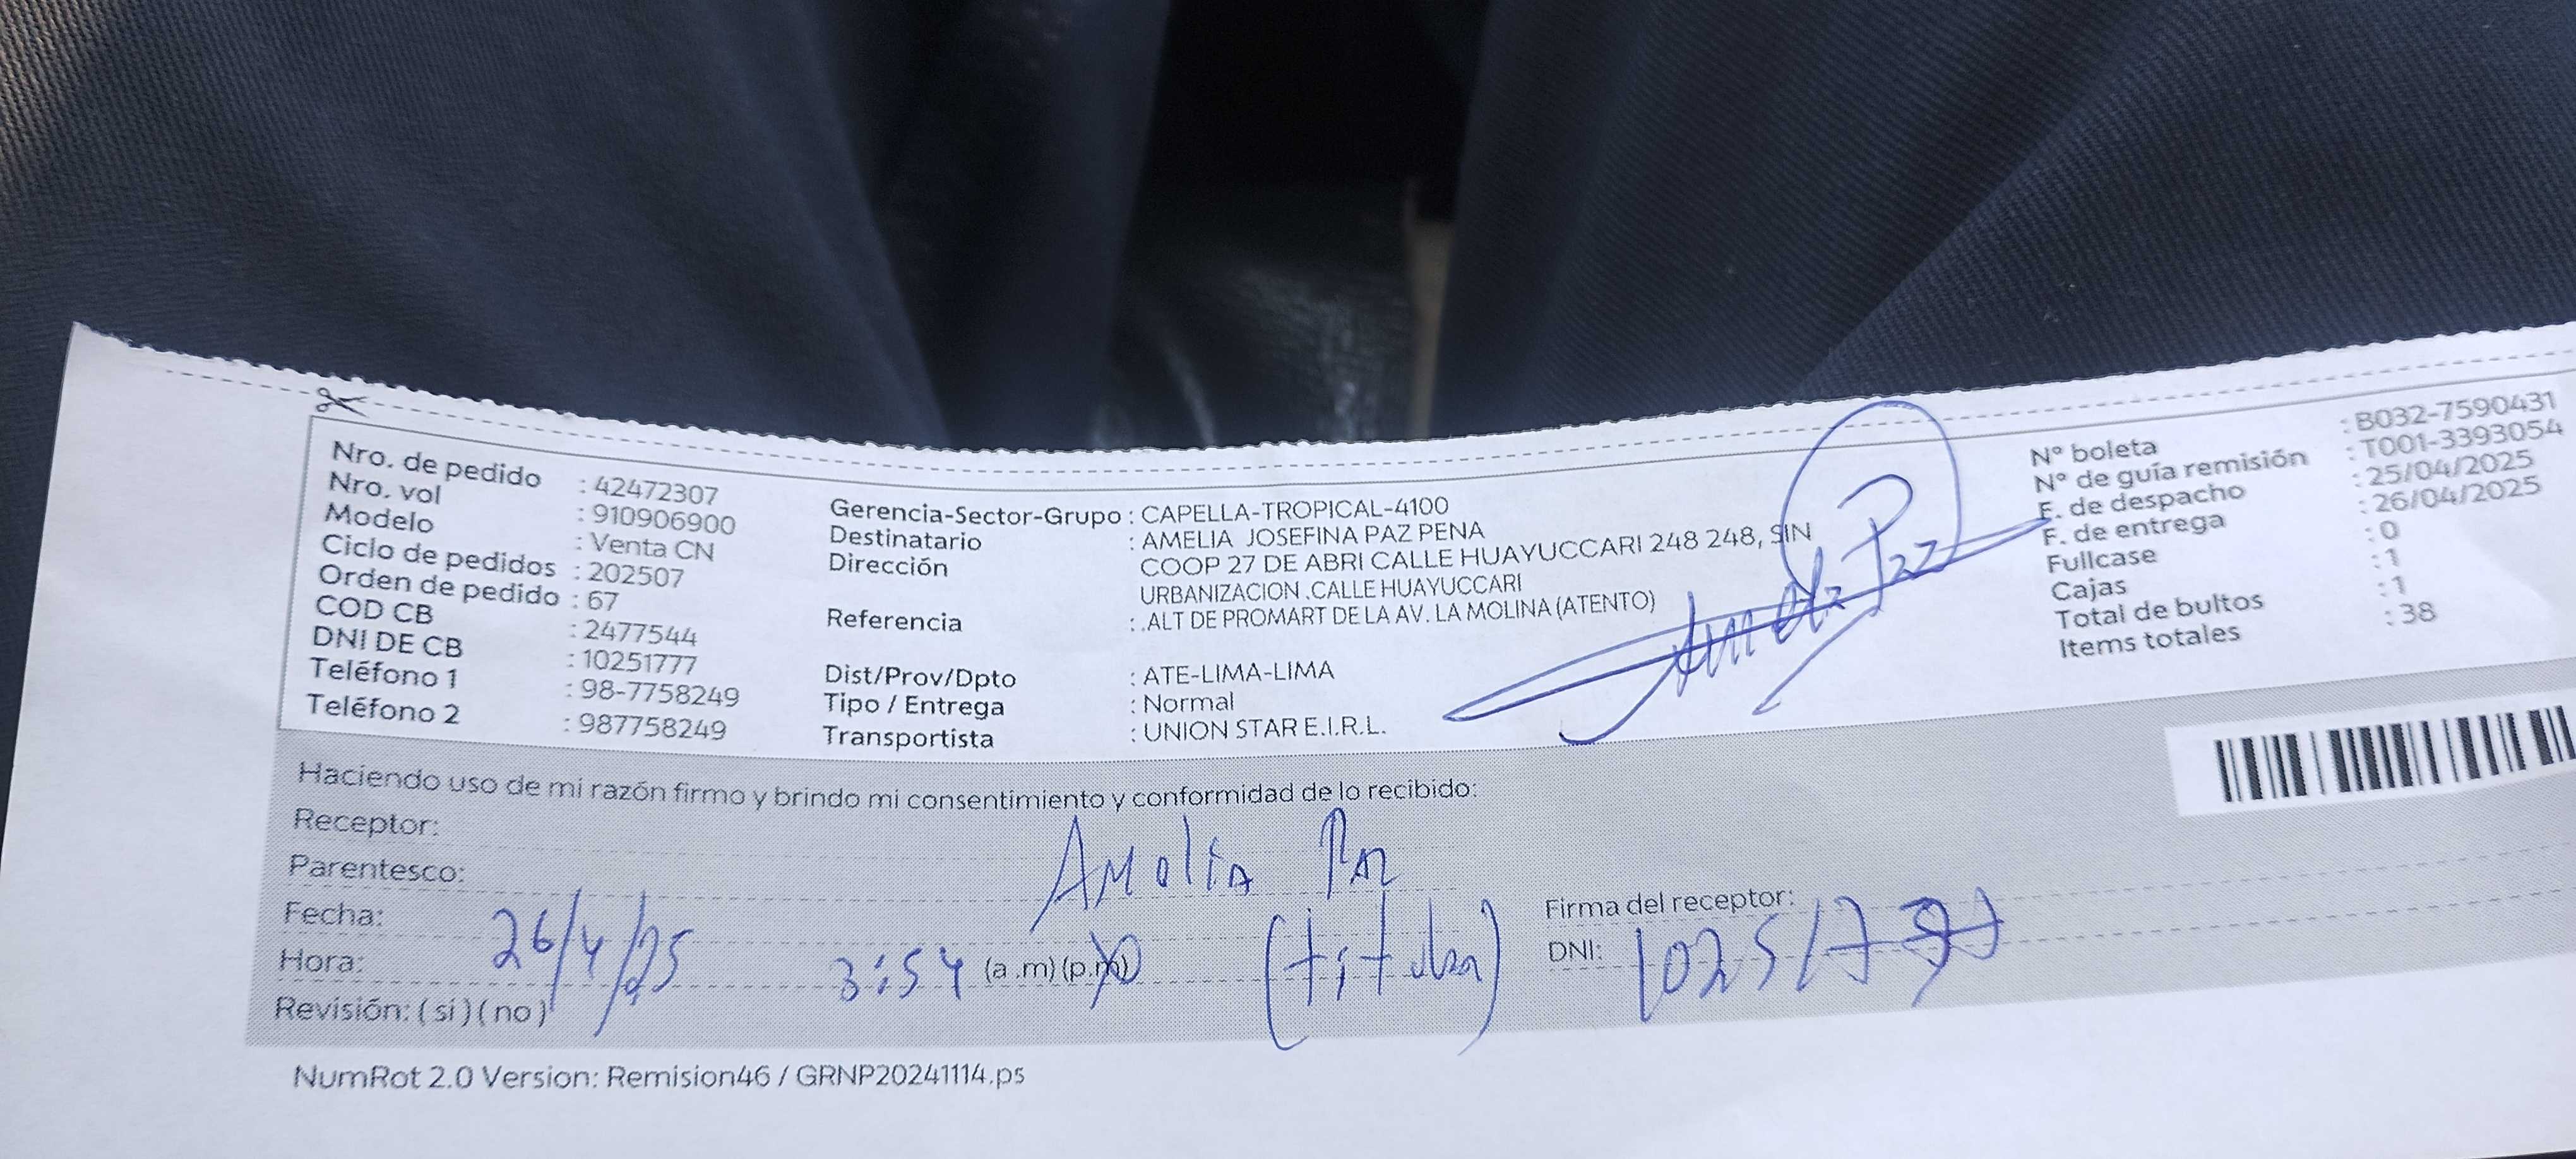 Nro. de pedido : 42472307
Nro. vol : 910906900
Modelo : Venta CN
Ciclo de pedidos : 202507
Orden de pedido : 67
COD CB : 2477544
DNI DE CB : 10251777
Teléfono 1 : 98-7758249
Teléfono 2 : 987758249
Gerencia-Sector-Grupo : CAPELLA-TROPICAL-4100
Destinatario : AMELIA JOSEFINA PAZ PENA
Dirección : COOP 27 DE ABRI CALLE HUAYUCCARI 248 248, SIN
URBANIZACION .CALLE HUAYUCCARI
Referencia : .ALT DE PROMART DE LA AV. LA MOLINA (ATENTO)
Dist/Prov/Dpto : ATE-LIMA-LIMA
Tipo / Entrega : Normal
Transportista : UNION STAR E.I.R.L.
Amelia Paz
N° boleta : B032-7590431
N° de guía remisión : T001-3393054
F. de despacho : 25/04/2025
F. de entrega : 26/04/2025
Fullcase : 0
Cajas : 1
Total de bultos : 1
Items totales : 38
Haciendo uso de mi razón firmo y brindo mi consentimiento y conformidad de lo recibido:
Receptor: Amelia Paz
Parentesco: (titular)
Fecha: 26/4/25
Hora: 3:54 (a .m) (p.m)
Revisión: ( si ) ( no )
Firma del receptor:
DNI:
NumRot 2.0 Version: Remision46 / GRNP20241114.ps